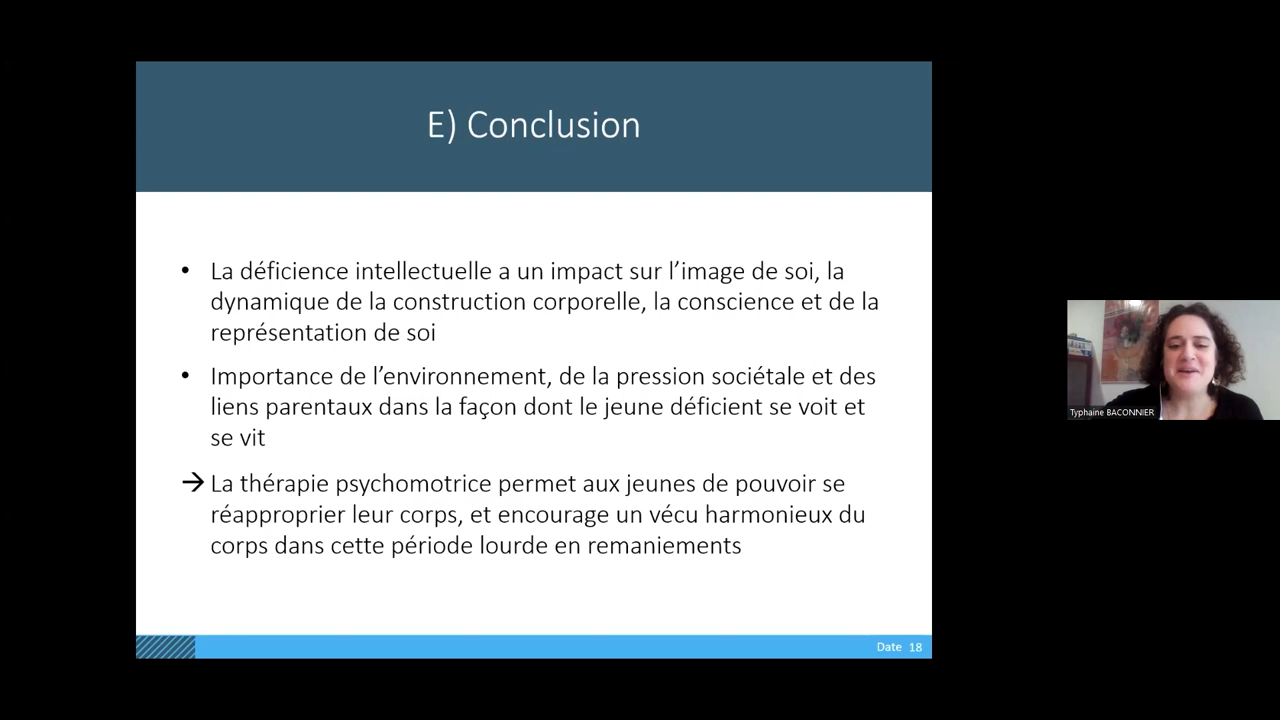 E) Conclusion
• La déficience intellectuelle a un impact sur l’image de soi, la
dynamique de la construction corporelle, la conscience et de la
représentation de soi
• Importance de l’environnement, de la pression sociétale et des
liens parentaux dans la façon dont le jeune déficient se voit et
se vit
→ La thérapie psychomotrice permet aux jeunes de pouvoir se
réapproprier leur corps, et encourage un vécu harmonieux du
corps dans cette période lourde en remaniements
Date 18
Typhaine BACONNIER